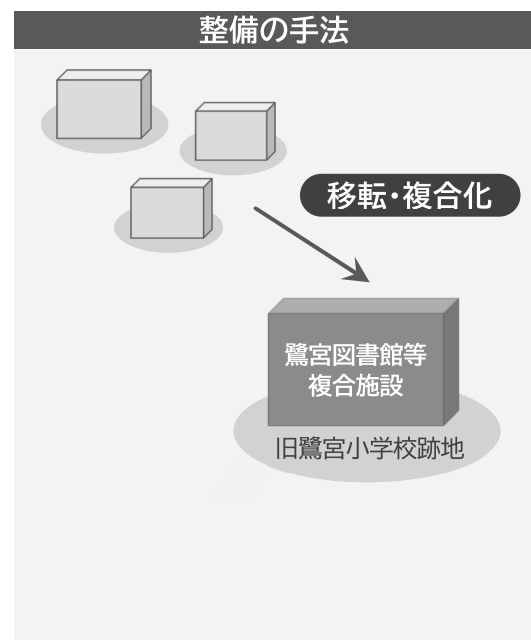 整備の手法
移転・複合化
鷺宮図書館等
複合施設
旧鷺宮小学校跡地